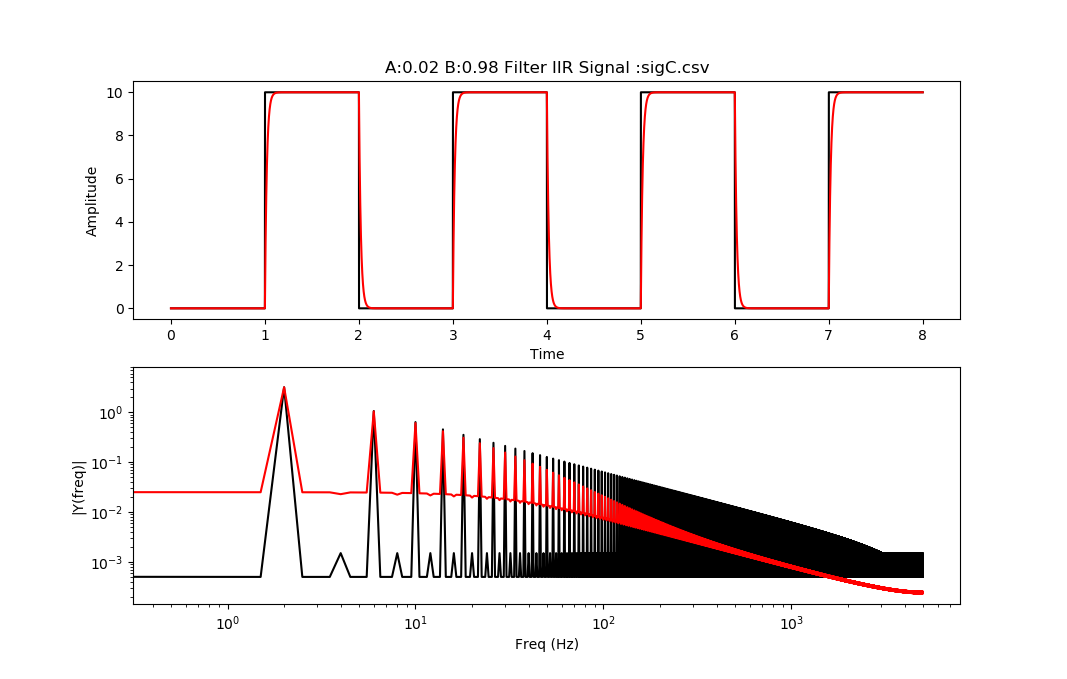 A:0.02 B:0.98 Filter IIR Signal :sigC.csv
10
8
6
4
2
0
Amplitude
0 1 2 3 4 5 6 7 8
Time
10⁰
10⁻¹
10⁻²
10⁻³
|Y(freq)|
10⁰ 10¹ 10² 10³
Freq (Hz)